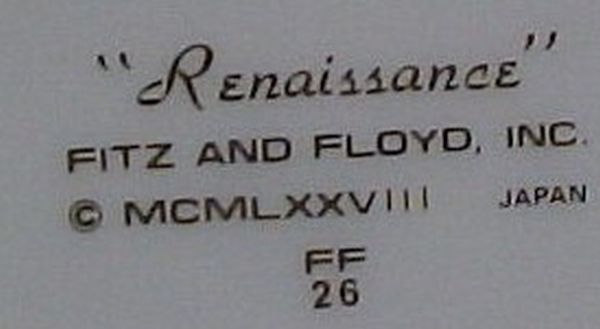 "Renaissance"
FITZ AND FLOYD, INC.
© MCMLXXVIII JAPAN
FF
26